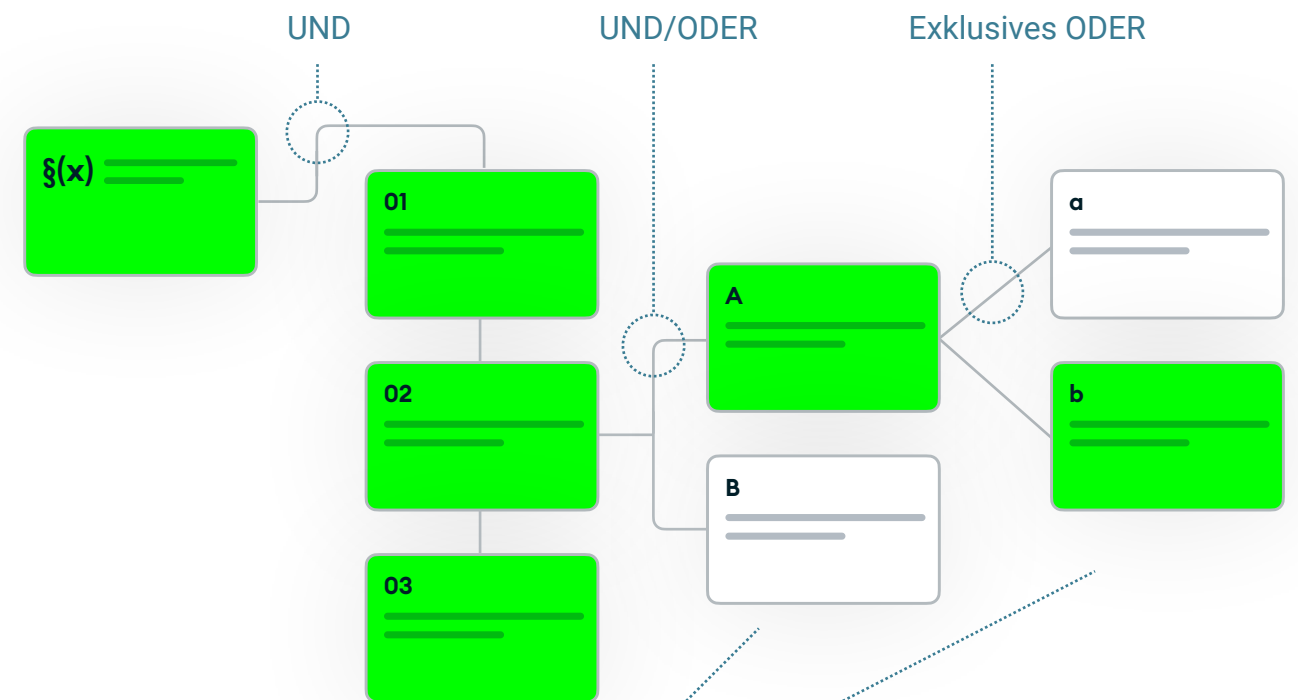 UND
UND/ODER
Exklusives ODER
§(x)
01
02
03
A
B
a
b